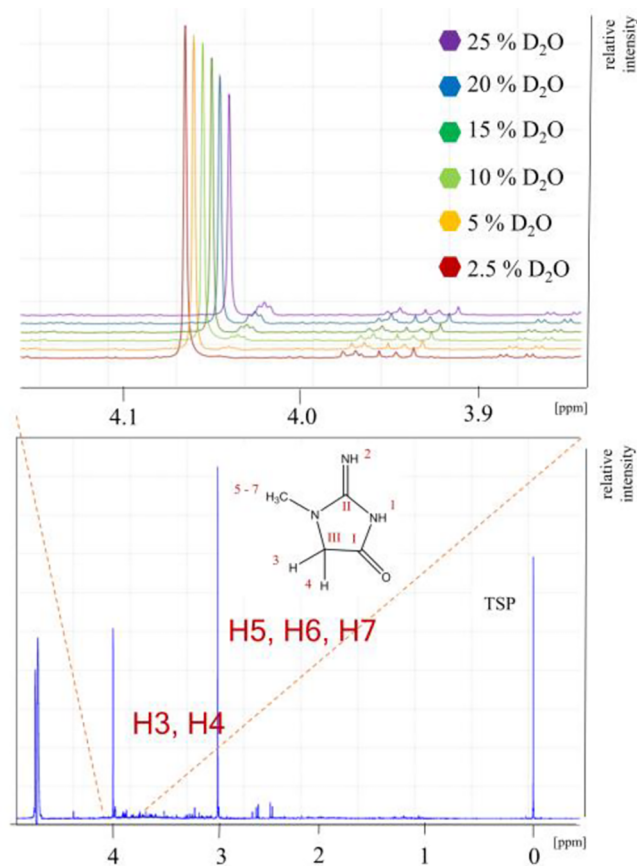 relative
intensity
25 % D₂O
20 % D₂O
15 % D₂O
10 % D₂O
5 % D₂O
2.5 % D₂O
4.1 4.0 3.9 [ppm]
relative
intensity
NH 2
5 - 7 H₃C N II NH 1
III I
3 H O
4 H
TSP
H5, H6, H7
H3, H4
4 3 2 1 0 [ppm]